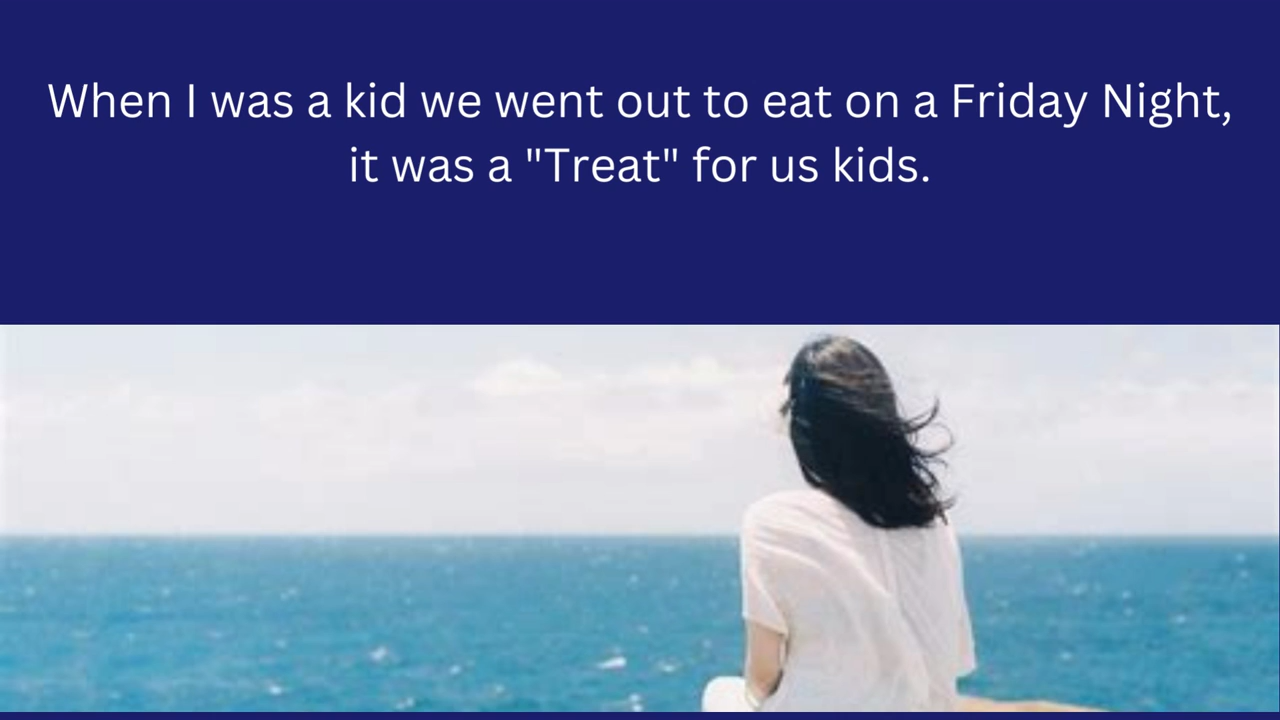 When I was a kid we went out to eat on a Friday Night,
it was a "Treat" for us kids.